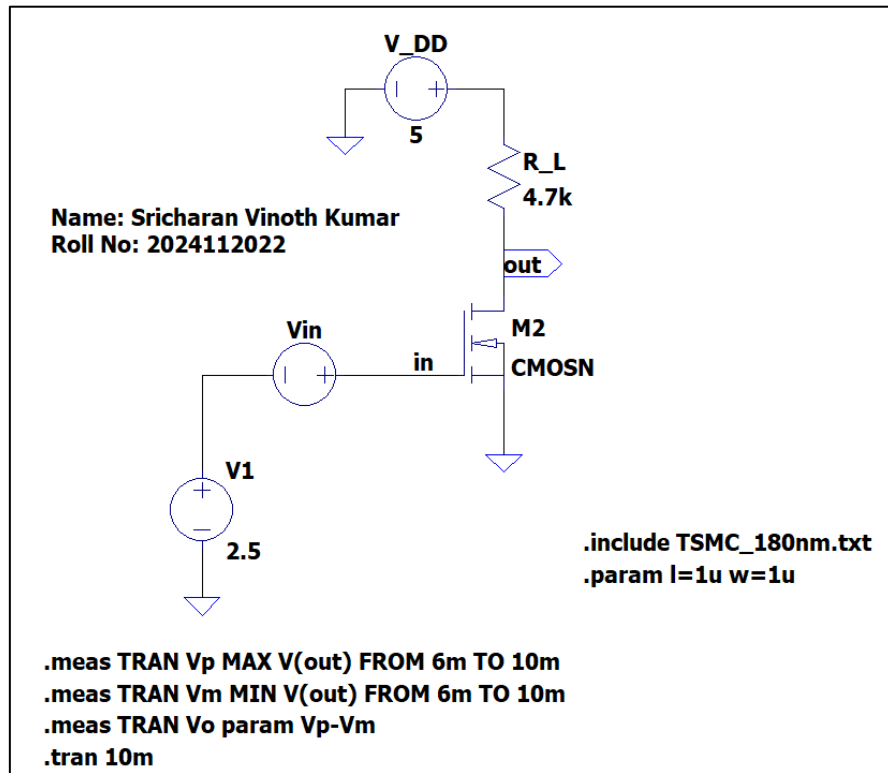 V_DD
5
R_L
4.7k
Name: Sricharan Vinoth Kumar
Roll No: 2024112022
out
Vin
M2
in
CMOSN
V1
2.5
.include TSMC_180nm.txt
.param l=1u w=1u
.meas TRAN Vp MAX V(out) FROM 6m TO 10m
.meas TRAN Vm MIN V(out) FROM 6m TO 10m
.meas TRAN Vo param Vp-Vm
.tran 10m